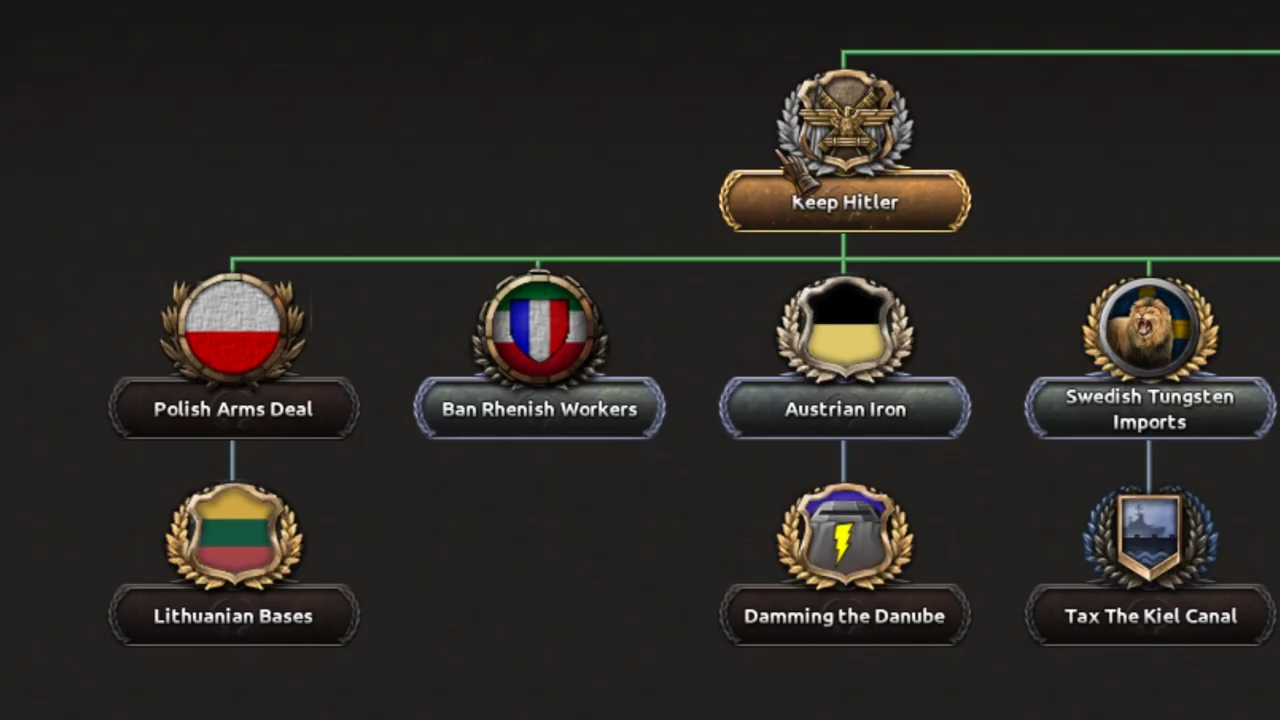 Keep Hitler
Polish Arms Deal
Ban Rhenish Workers
Austrian Iron
Swedish Tungsten
Imports
Lithuanian Bases
Damming the Danube
Tax The Kiel Canal